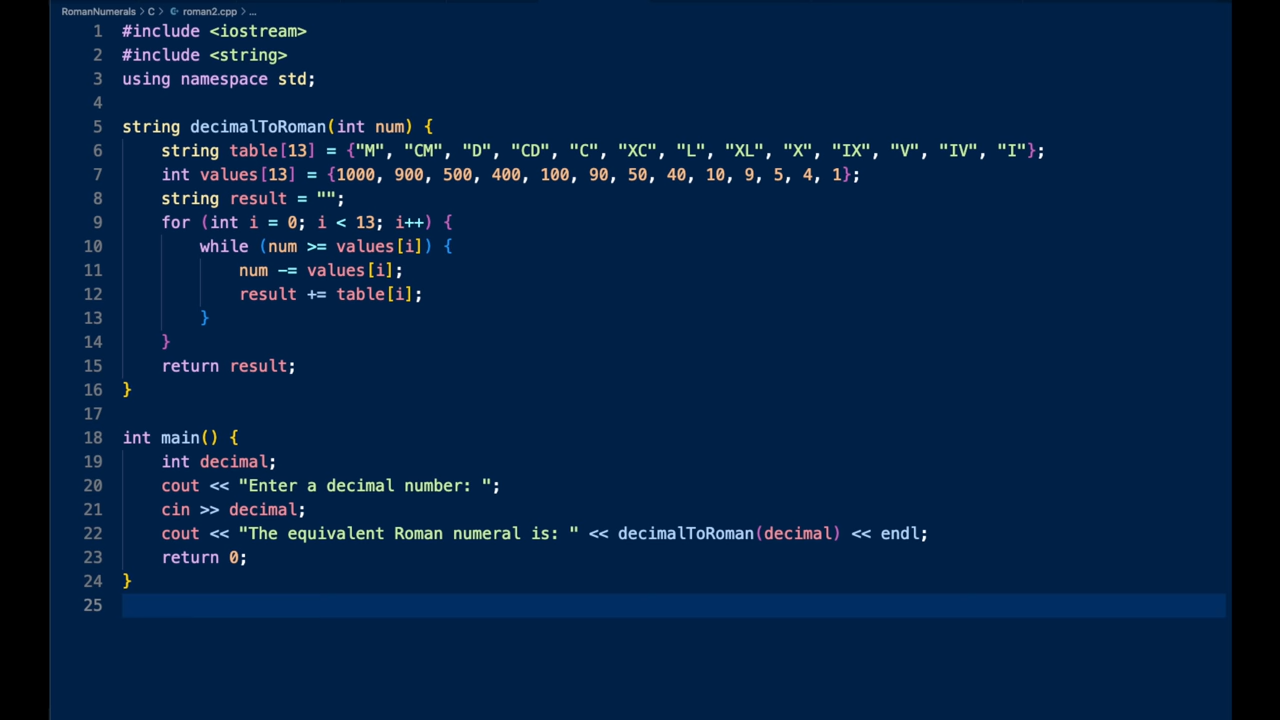 RomanNumerals > C > roman2.cpp > ...
1 #include <iostream>
2 #include <string>
3 using namespace std;
4
5 string decimalToRoman(int num) {
6     string table[13] = {"M", "CM", "D", "CD", "C", "XC", "L", "XL", "X", "IX", "V", "IV", "I"};
7     int values[13] = {1000, 900, 500, 400, 100, 90, 50, 40, 10, 9, 5, 4, 1};
8     string result = "";
9     for (int i = 0; i < 13; i++) {
10         while (num >= values[i]) {
11             num -= values[i];
12             result += table[i];
13         }
14     }
15     return result;
16 }
17
18 int main() {
19     int decimal;
20     cout << "Enter a decimal number: ";
21     cin >> decimal;
22     cout << "The equivalent Roman numeral is: " << decimalToRoman(decimal) << endl;
23     return 0;
24 }
25